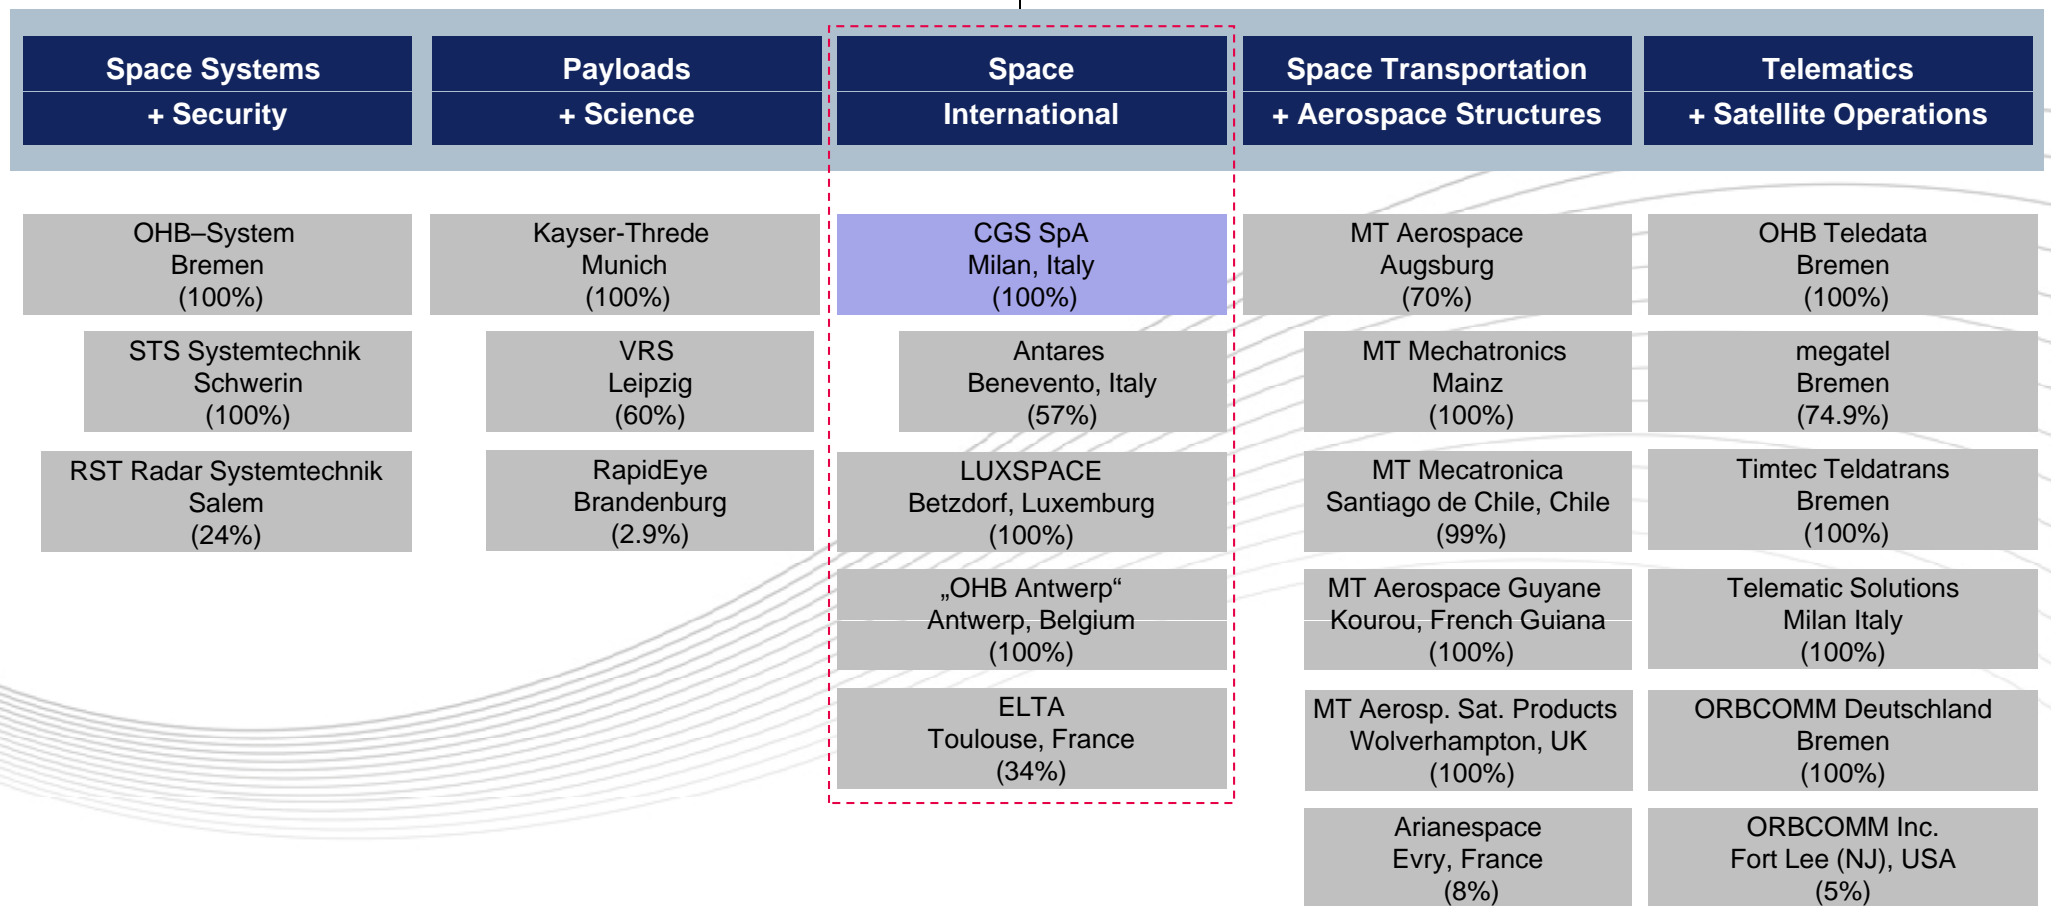 Space Systems
+ Security
Payloads
+ Science
Space
International
Space Transportation
+ Aerospace Structures
Telematics
+ Satellite Operations
OHB–System
Bremen
(100%)
STS Systemtechnik
Schwerin
(100%)
RST Radar Systemtechnik
Salem
(24%)
Kayser-Threde
Munich
(100%)
VRS
Leipzig
(60%)
RapidEye
Brandenburg
(2.9%)
CGS SpA
Milan, Italy
(100%)
Antares
Benevento, Italy
(57%)
LUXSPACE
Betzdorf, Luxemburg
(100%)
„OHB Antwerp“
Antwerp, Belgium
(100%)
ELTA
Toulouse, France
(34%)
MT Aerospace
Augsburg
(70%)
MT Mechatronics
Mainz
(100%)
MT Mecatronica
Santiago de Chile, Chile
(99%)
MT Aerospace Guyane
Kourou, French Guiana
(100%)
MT Aerosp. Sat. Products
Wolverhampton, UK
(100%)
Arianespace
Evry, France
(8%)
OHB Teledata
Bremen
(100%)
megatel
Bremen
(74.9%)
Timtec Teldatrans
Bremen
(100%)
Telematic Solutions
Milan Italy
(100%)
ORBCOMM Deutschland
Bremen
(100%)
ORBCOMM Inc.
Fort Lee (NJ), USA
(5%)